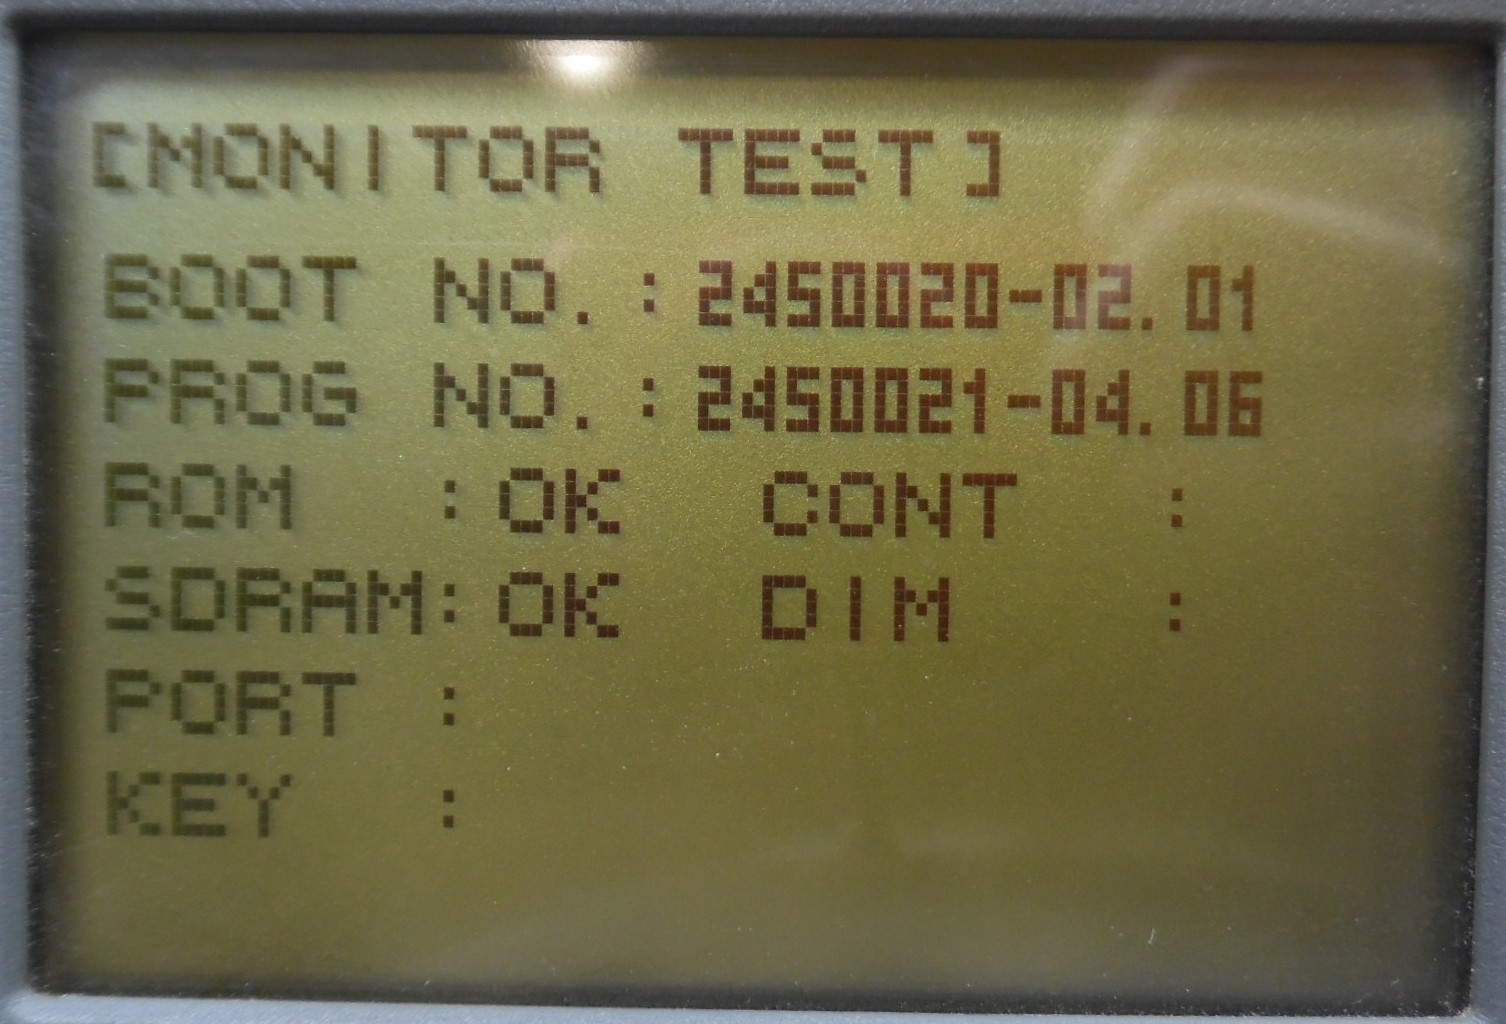 [MONITOR TEST]
BOOT NO.:2450020-02.01
PROG NO.:2450021-04.06
ROM :OK CONT :
SDRAM:OK DIM :
PORT :
KEY :